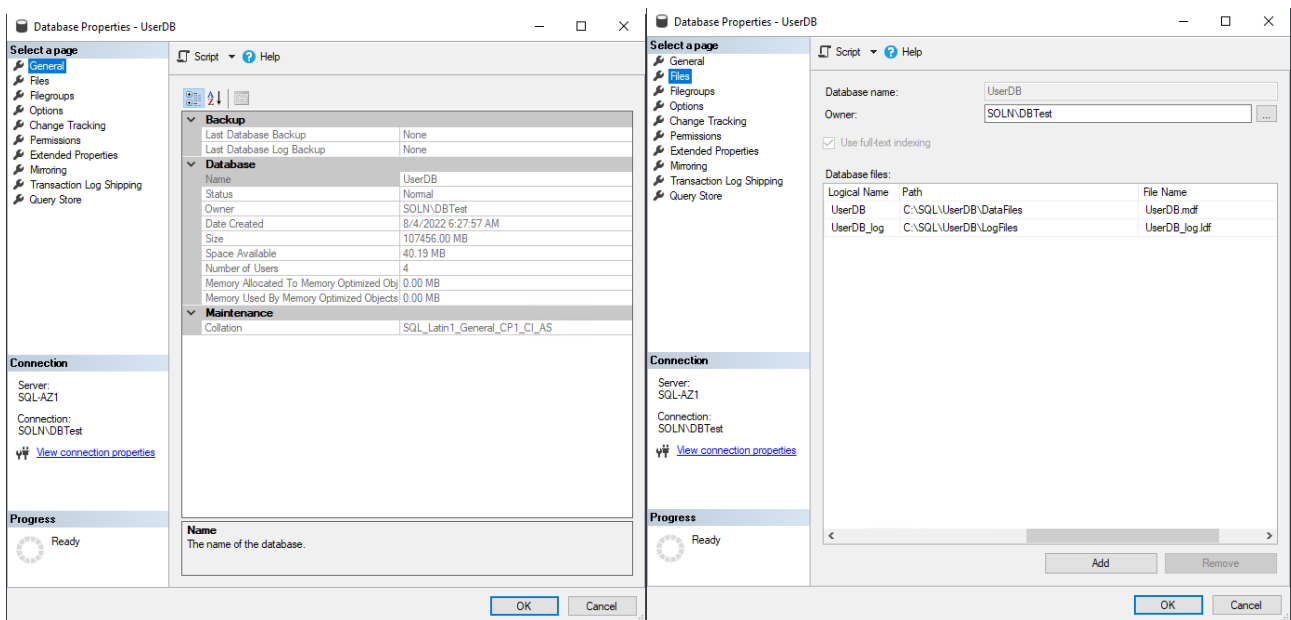 Database Properties - UserDB
Select a page
General
Files
Filegroups
Options
Change Tracking
Permissions
Extended Properties
Mirroring
Transaction Log Shipping
Query Store
Connection
Server:
SQL-AZ1
Connection:
SOLN\DBTest
View connection properties
Progress
Ready
Script Help
Backup
Last Database Backup None
Last Database Log Backup None
Database
Name UserDB
Status Normal
Owner SOLN\DBTest
Date Created 8/4/2022 6:27:57 AM
Size 107456.00 MB
Space Available 40.19 MB
Number of Users 4
Memory Allocated To Memory Optimized Obj 0.00 MB
Memory Used By Memory Optimized Objects 0.00 MB
Maintenance
Collation SQL_Latin1_General_CP1_CI_AS
Name
The name of the database.
OK Cancel
Database Properties - UserDB
Select a page
General
Files
Filegroups
Options
Change Tracking
Permissions
Extended Properties
Mirroring
Transaction Log Shipping
Query Store
Connection
Server:
SQL-AZ1
Connection:
SOLN\DBTest
View connection properties
Progress
Ready
Script Help
Database name: UserDB
Owner: SOLN\DBTest ...
Use full-text indexing
Database files:
Logical Name Path File Name
UserDB C:\SQL\UserDB\DataFiles UserDB.mdf
UserDB_log C:\SQL\UserDB\LogFiles UserDB_log.ldf
Add Remove
OK Cancel